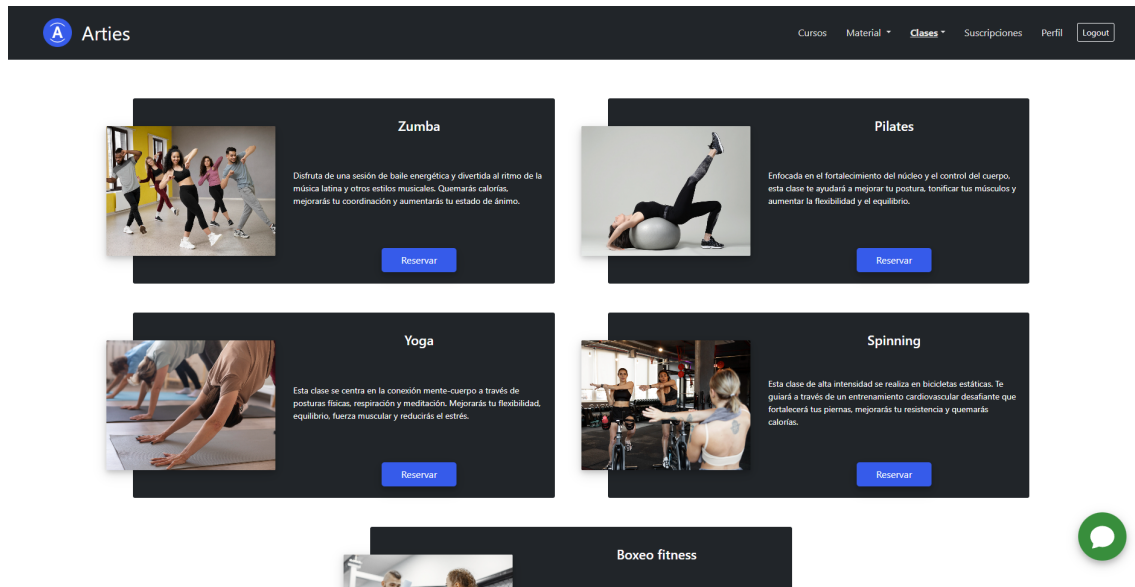 A Arties
Cursos Material Clases Suscripciones Perfil Logout
Zumba
Disfruta de una sesión de baile energética y divertida al ritmo de la
música latina y otros estilos musicales. Quemarás calorías,
mejorarás tu coordinación y aumentarás tu estado de ánimo.
Reservar
Pilates
Enfocada en el fortalecimiento del núcleo y el control del cuerpo,
esta clase te ayudará a mejorar tu postura, tonificar tus músculos y
aumentar la flexibilidad y el equilibrio.
Reservar
Yoga
Esta clase se centra en la conexión mente-cuerpo a través de
posturas físicas, respiración y meditación. Mejorarás tu flexibilidad,
equilibrio, fuerza muscular y reducirás el estrés.
Reservar
Spinning
Esta clase de alta intensidad se realiza en bicicletas estáticas. Te
guiará a través de un entrenamiento cardiovascular desafiante que
fortalecerá tus piernas, mejorarás tu resistencia y quemarás
calorías.
Reservar
Boxeo fitness